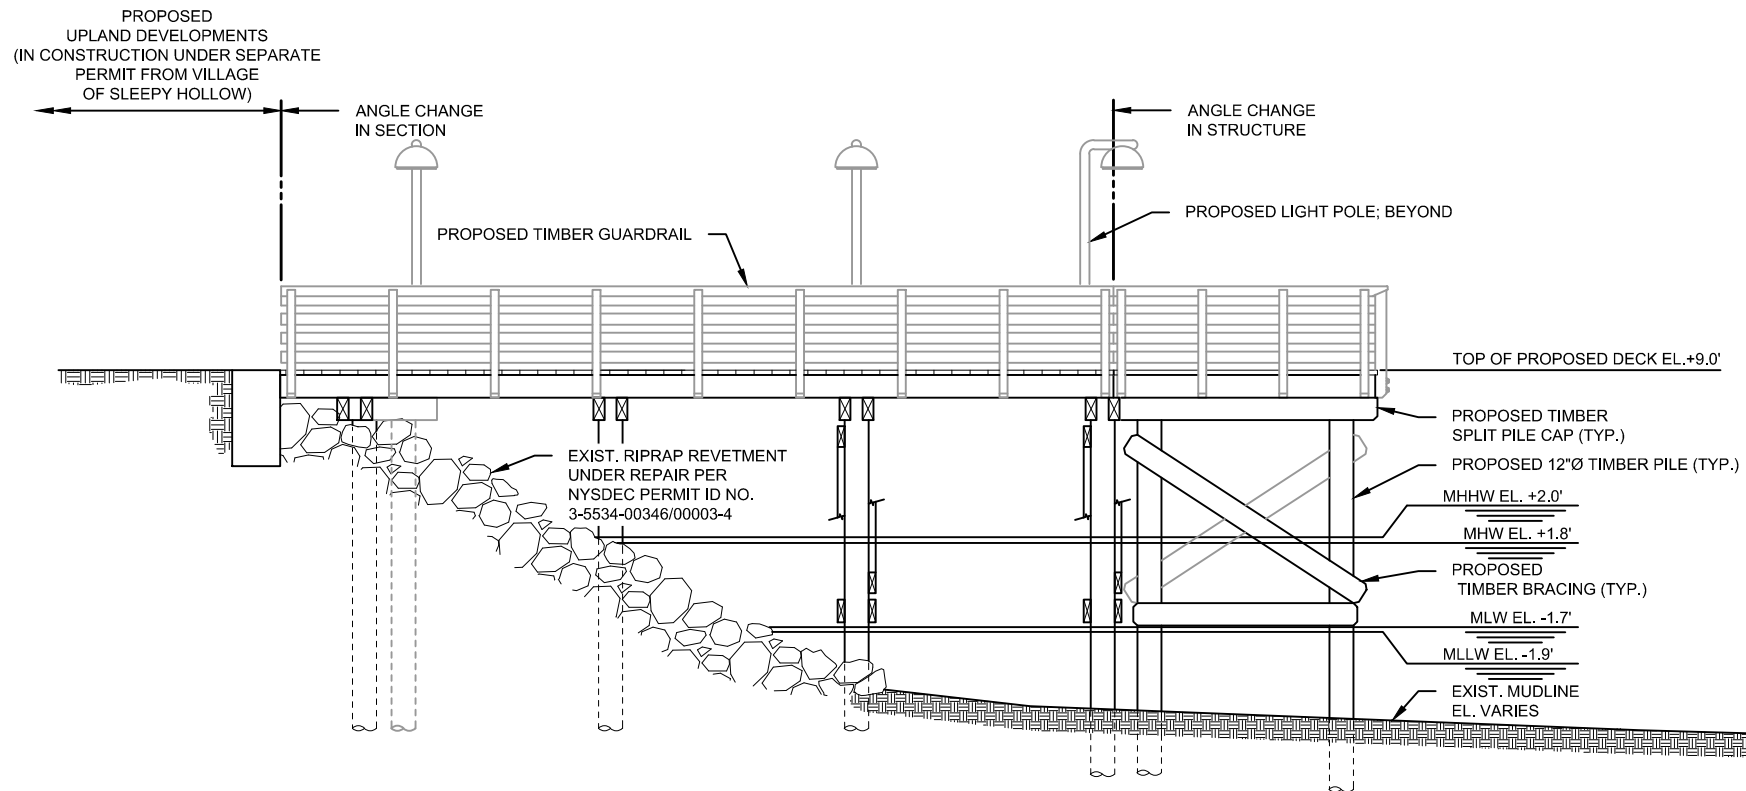 PROPOSED
UPLAND DEVELOPMENTS
(IN CONSTRUCTION UNDER SEPARATE
PERMIT FROM VILLAGE
OF SLEEPY HOLLOW)
ANGLE CHANGE
IN SECTION
ANGLE CHANGE
IN STRUCTURE
PROPOSED LIGHT POLE; BEYOND
PROPOSED TIMBER GUARDRAIL
TOP OF PROPOSED DECK EL.+9.0'
PROPOSED TIMBER
SPLIT PILE CAP (TYP.)
EXIST. RIPRAP REVETMENT
UNDER REPAIR PER
NYSDEC PERMIT ID NO.
3-5534-00346/00003-4
PROPOSED 12"Ø TIMBER PILE (TYP.)
MHHW EL. +2.0'
MHW EL. +1.8'
PROPOSED
TIMBER BRACING (TYP.)
MLW EL. -1.7'
MLLW EL. -1.9'
EXIST. MUDLINE
EL. VARIES